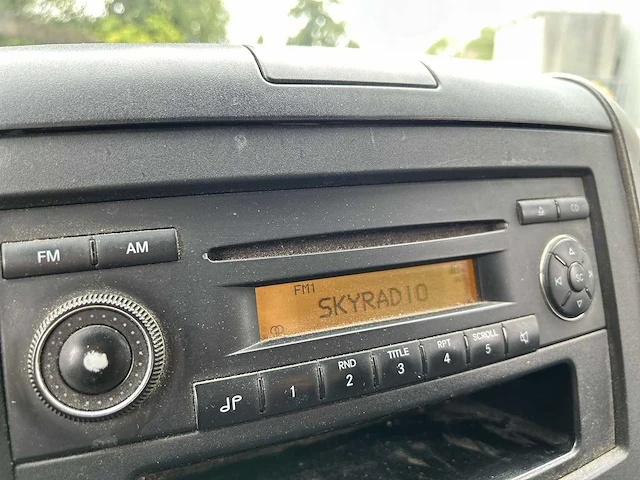 FM AM
FM1
SKYRADIO
1
RND
2
TITLE
3
RPT
4
SCROLL
5
SC